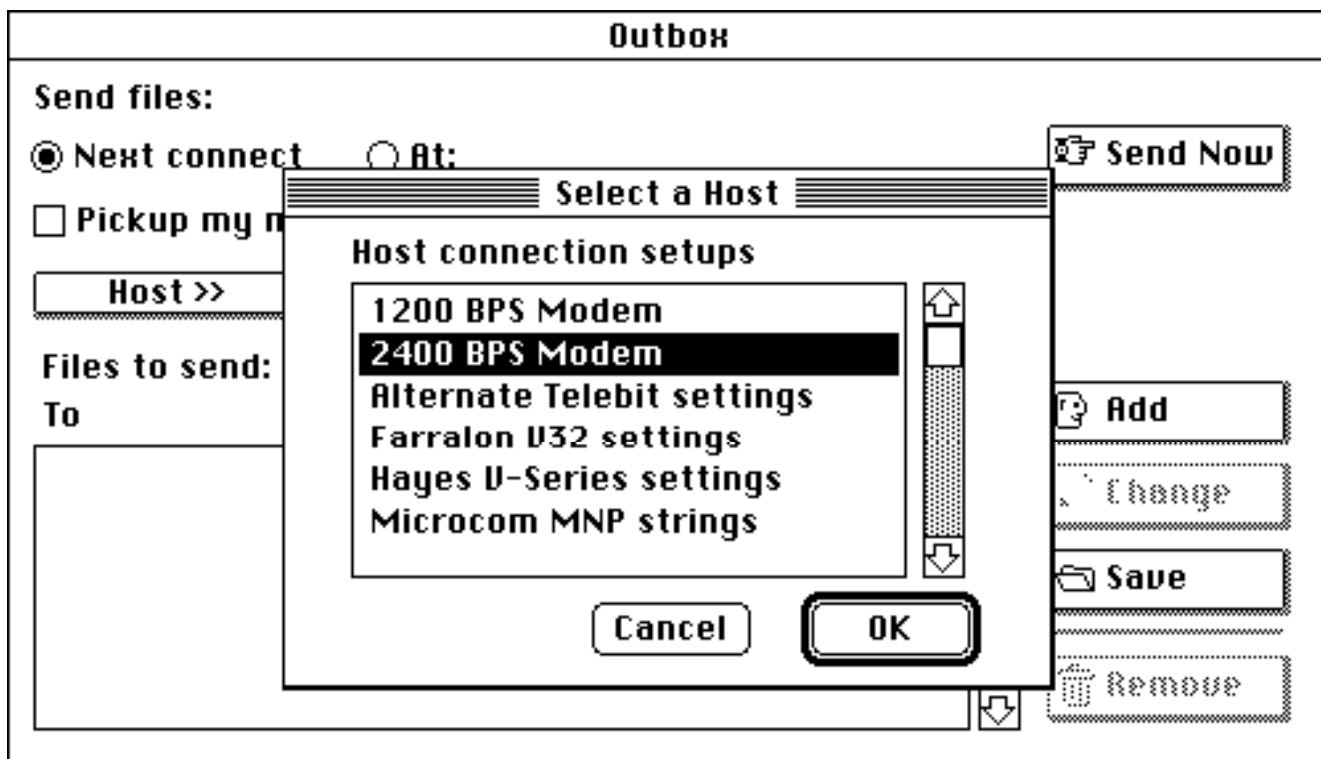 Outbox
Send files:
Next connect At:
Send Now
Select a Host
Pickup my
Host connection setups
Host >>
1200 BPS Modem
2400 BPS Modem
Files to send:
Alternate Telebit settings
To
Add
Farralon V32 settings
Hayes V-Series settings
Change
Microcom MNP strings
Save
Cancel
OK
Remove